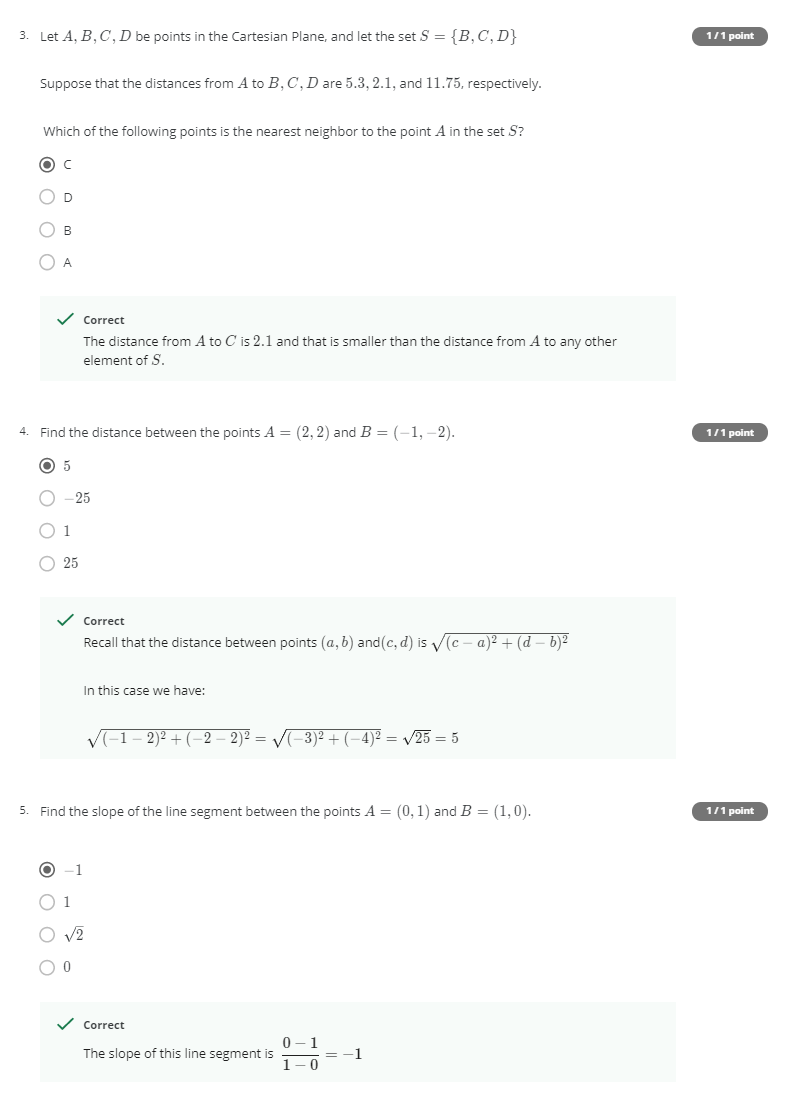 3. Let A, B, C, D be points in the Cartesian Plane, and let the set S = {B, C, D}
1 / 1 point
Suppose that the distances from A to B, C, D are 5.3, 2.1, and 11.75, respectively.
Which of the following points is the nearest neighbor to the point A in the set S?
C
D
B
A
Correct
The distance from A to C is 2.1 and that is smaller than the distance from A to any other
element of S.
4. Find the distance between the points A = (2, 2) and B = (−1, −2).
1 / 1 point
5
−25
1
25
Correct
Recall that the distance between points (a, b) and(c, d) is √(c − a)² + (d − b)²
In this case we have:
√(−1 − 2)² + (−2 − 2)² = √(−3)² + (−4)² = √25 = 5
5. Find the slope of the line segment between the points A = (0, 1) and B = (1, 0).
1 / 1 point
−1
1
√2
0
Correct
The slope of this line segment is 0 − 1 / 1 − 0 = −1